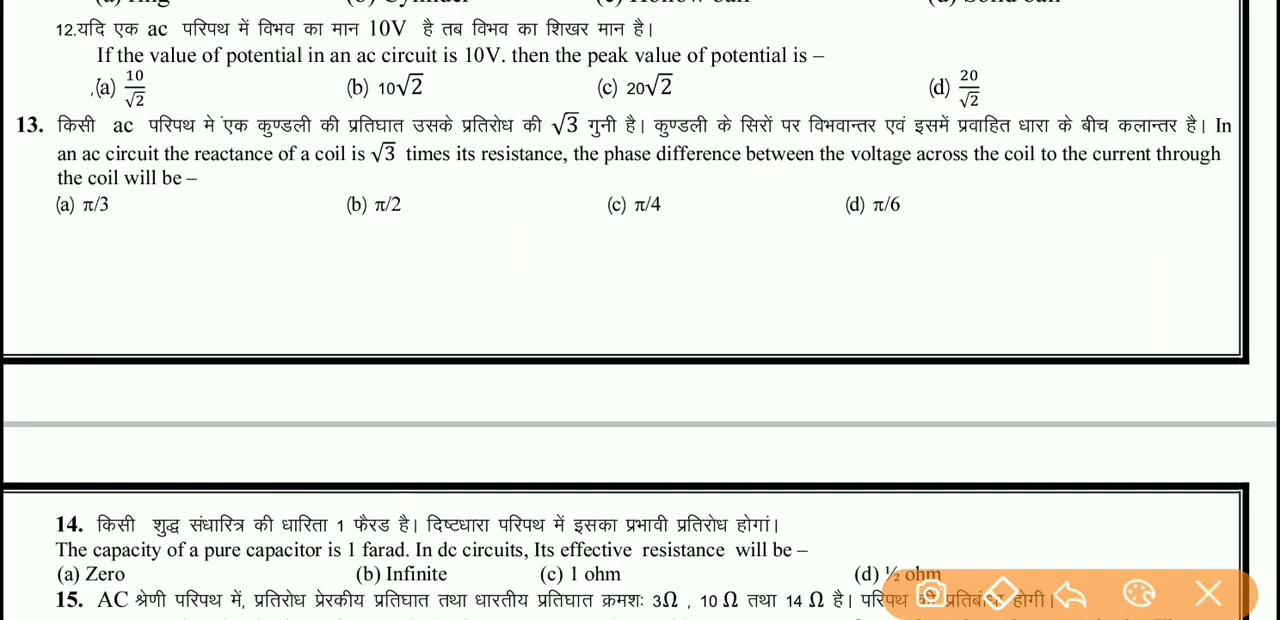 12.यदि एक ac परिपथ में विभव का मान 10V है तब विभव का शिखर मान है।
If the value of potential in an ac circuit is 10V. then the peak value of potential is –
(a) 10/√2 (b) 10√2 (c) 20√2 (d) 20/√2
13. किसी ac परिपथ मे एक कुण्डली की प्रतिघात उसके प्रतिरोध की √3 गुनी है। कुण्डली के सिरों पर विभवान्तर एवं इसमें प्रवाहित धारा के बीच कलान्तर है। In
an ac circuit the reactance of a coil is √3 times its resistance, the phase difference between the voltage across the coil to the current through
the coil will be –
(a) π/3 (b) π/2 (c) π/4 (d) π/6
14. किसी शुद्ध संधारित्र की धारिता 1 फैरड है। दिष्टधारा परिपथ में इसका प्रभावी प्रतिरोध होगां।
The capacity of a pure capacitor is 1 farad. In dc circuits, Its effective resistance will be –
(a) Zero (b) Infinite (c) 1 ohm (d) ½ ohm
15. AC श्रेणी परिपथ में, प्रतिरोध प्रेरकीय प्रतिघात तथा धारतीय प्रतिघात क्रमशः 3Ω , 10 Ω तथा 14 Ω है। परिपथ की होगी।